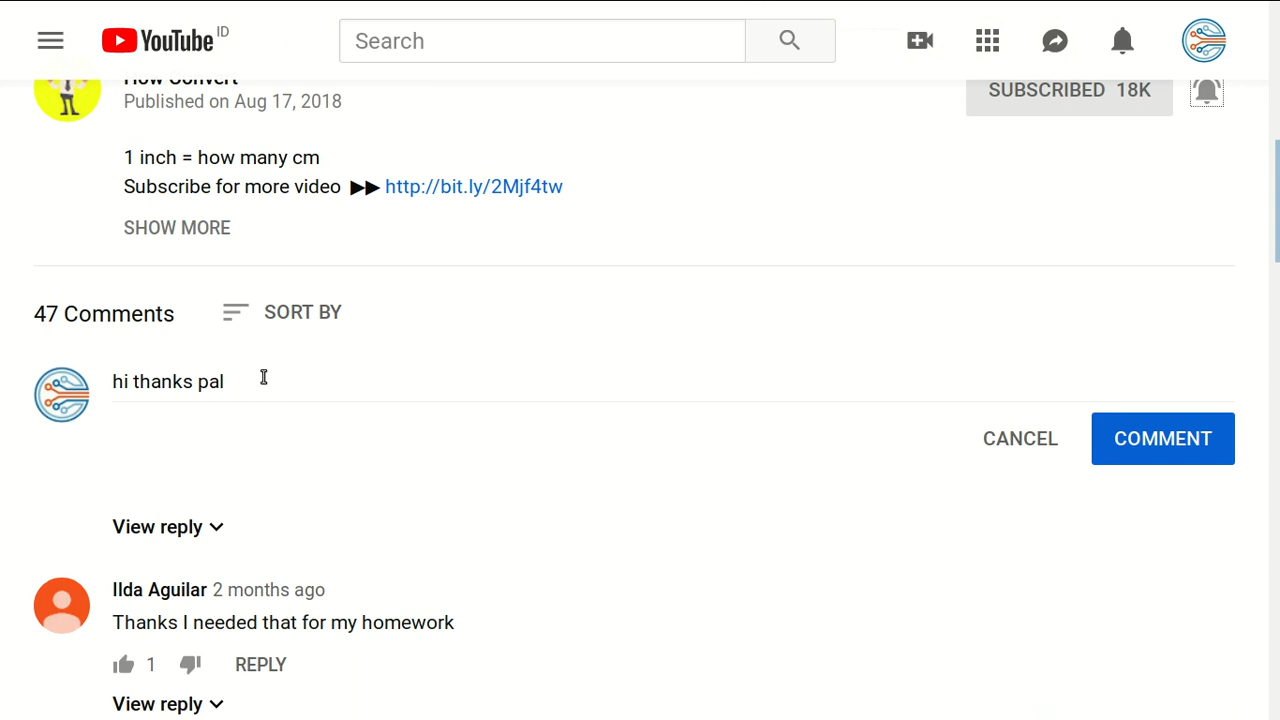 YouTube ID
Search
How Convert
Published on Aug 17, 2018
SUBSCRIBED 18K
1 inch = how many cm
Subscribe for more video ▶▶ http://bit.ly/2Mjf4tw
SHOW MORE
47 Comments
SORT BY
hi thanks pal
CANCEL
COMMENT
View reply
Ilda Aguilar 2 months ago
Thanks I needed that for my homework
1
REPLY
View reply